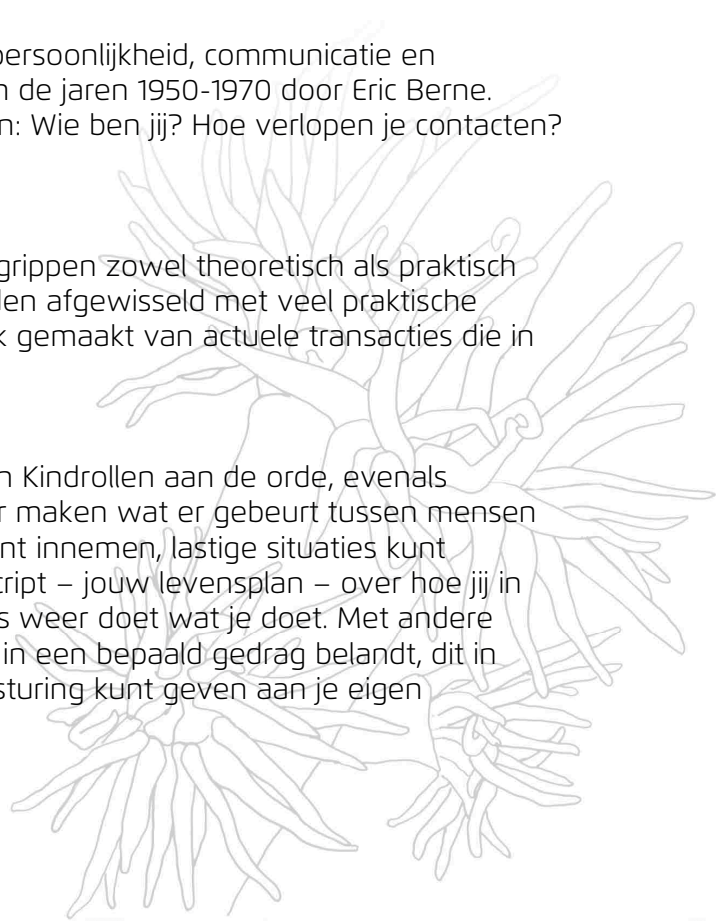 persoonlijkheid, communicatie en
de jaren 1950-1970 door Eric Berne.
Wie ben jij? Hoe verlopen je contacten?
grippen zowel theoretisch als praktisch
den afgewisseld met veel praktische
k gemaakt van actuele transacties die in
n Kindrollen aan de orde, evenals
r maken wat er gebeurt tussen mensen
nt innemen, lastige situaties kunt
cript – jouw levensplan – over hoe jij in
s weer doet wat je doet. Met andere
in een bepaald gedrag belandt, dit in
sturing kunt geven aan je eigen